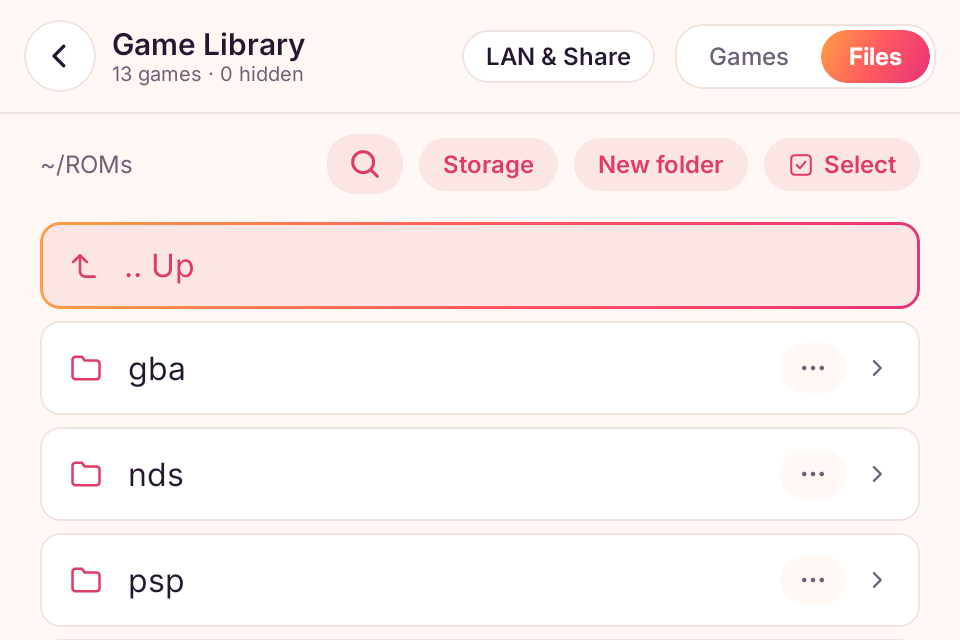 Game Library
13 games · 0 hidden
LAN & Share
Games
Files
~/ROMs
Storage
New folder
Select
.. Up
gba
nds
psp